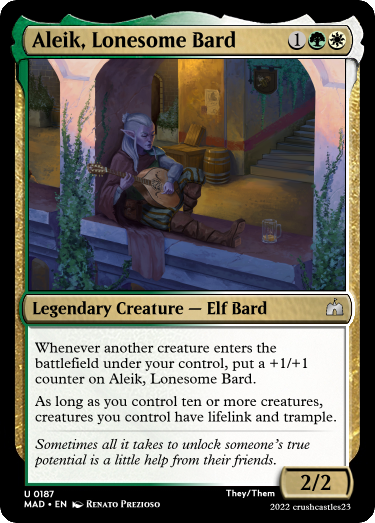 Aleik, Lonesome Bard 1
Legendary Creature — Elf Bard
Whenever another creature enters the
battlefield under your control, put a +1/+1
counter on Aleik, Lonesome Bard.
As long as you control ten or more creatures,
creatures you control have lifelink and trample.
Sometimes all it takes to unlock someone's true
potential is a little help from their friends.
2/2
U 0187 They/Them
MAD • EN Renato Prezioso 2022 crushcastles23